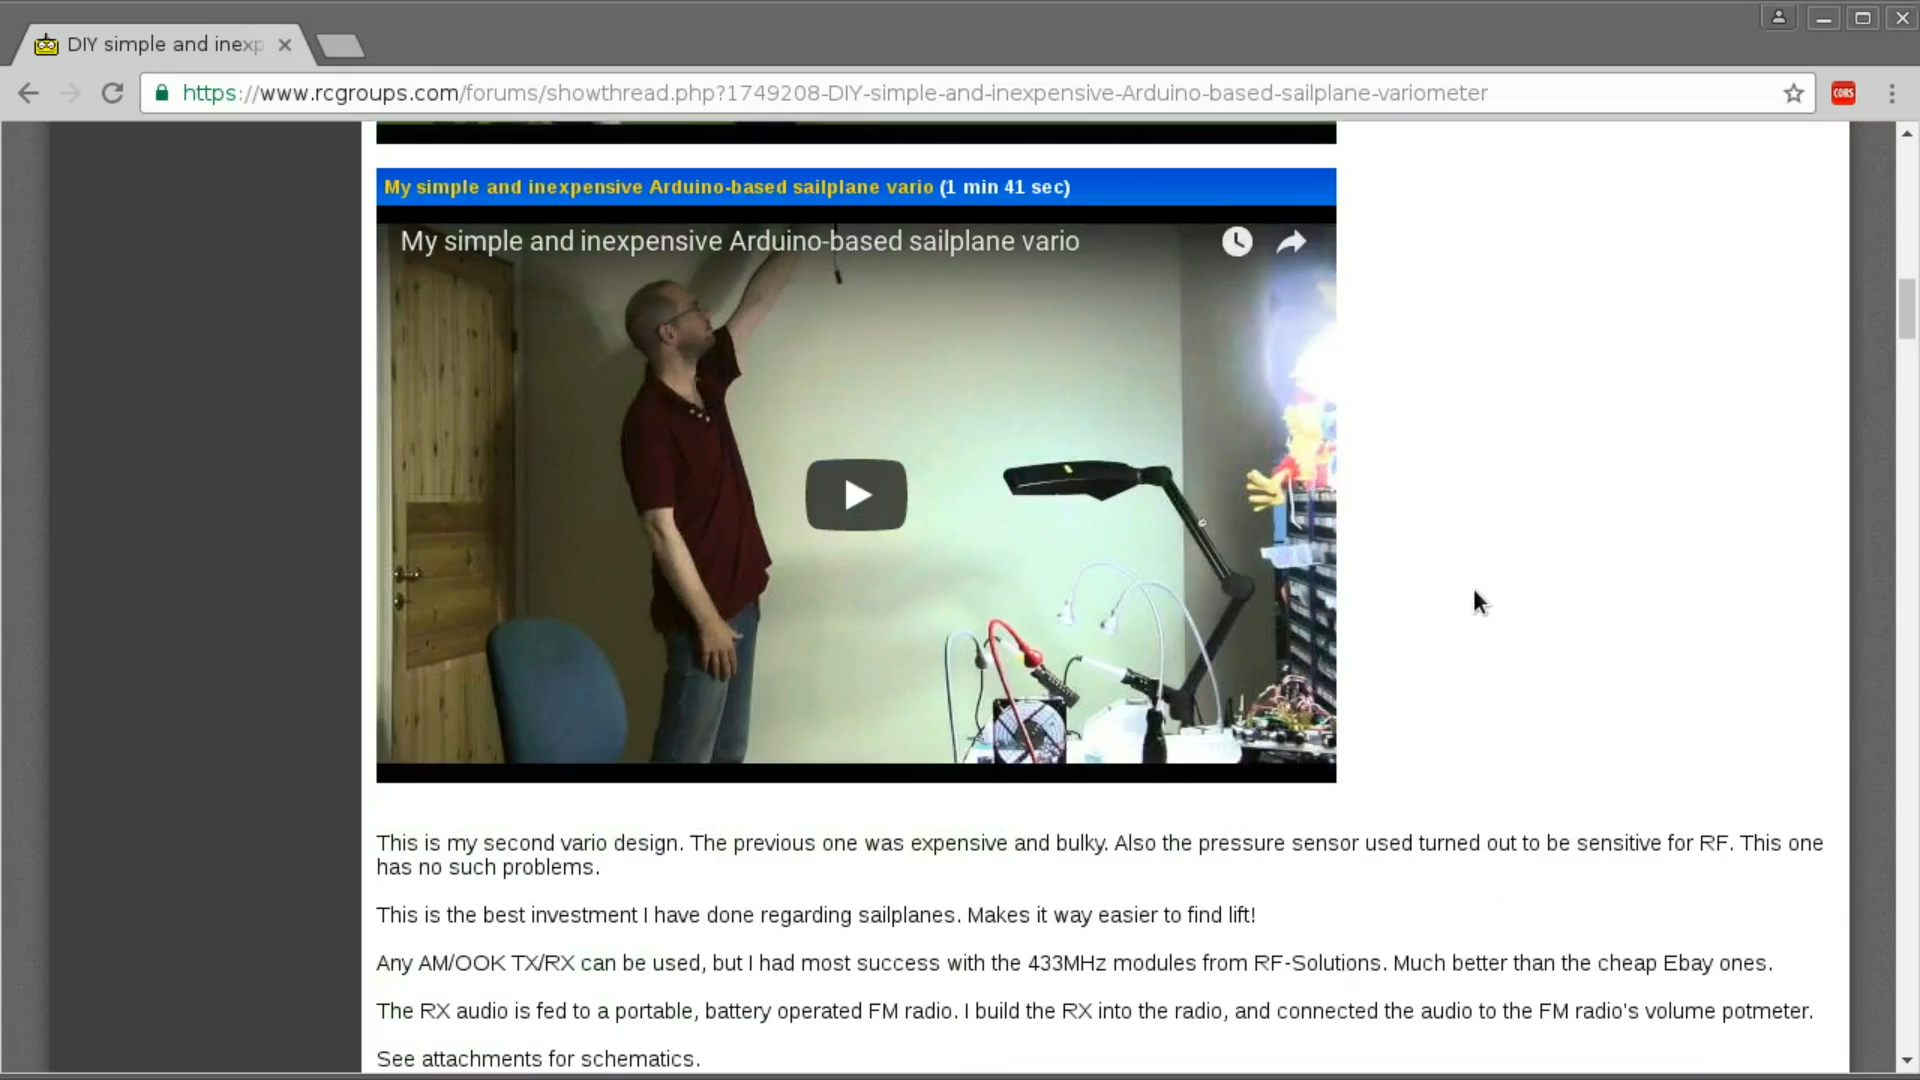 DIY simple and inexp
https://www.rcgroups.com/forums/showthread.php?1749208-DIY-simple-and-inexpensive-Arduino-based-sailplane-variometer
CORS
My simple and inexpensive Arduino-based sailplane vario (1 min 41 sec)
My simple and inexpensive Arduino-based sailplane vario
This is my second vario design. The previous one was expensive and bulky. Also the pressure sensor used turned out to be sensitive for RF. This one
has no such problems.
This is the best investment I have done regarding sailplanes. Makes it way easier to find lift!
Any AM/OOK TX/RX can be used, but I had most success with the 433MHz modules from RF-Solutions. Much better than the cheap Ebay ones.
The RX audio is fed to a portable, battery operated FM radio. I build the RX into the radio, and connected the audio to the FM radio's volume potmeter.
See attachments for schematics.